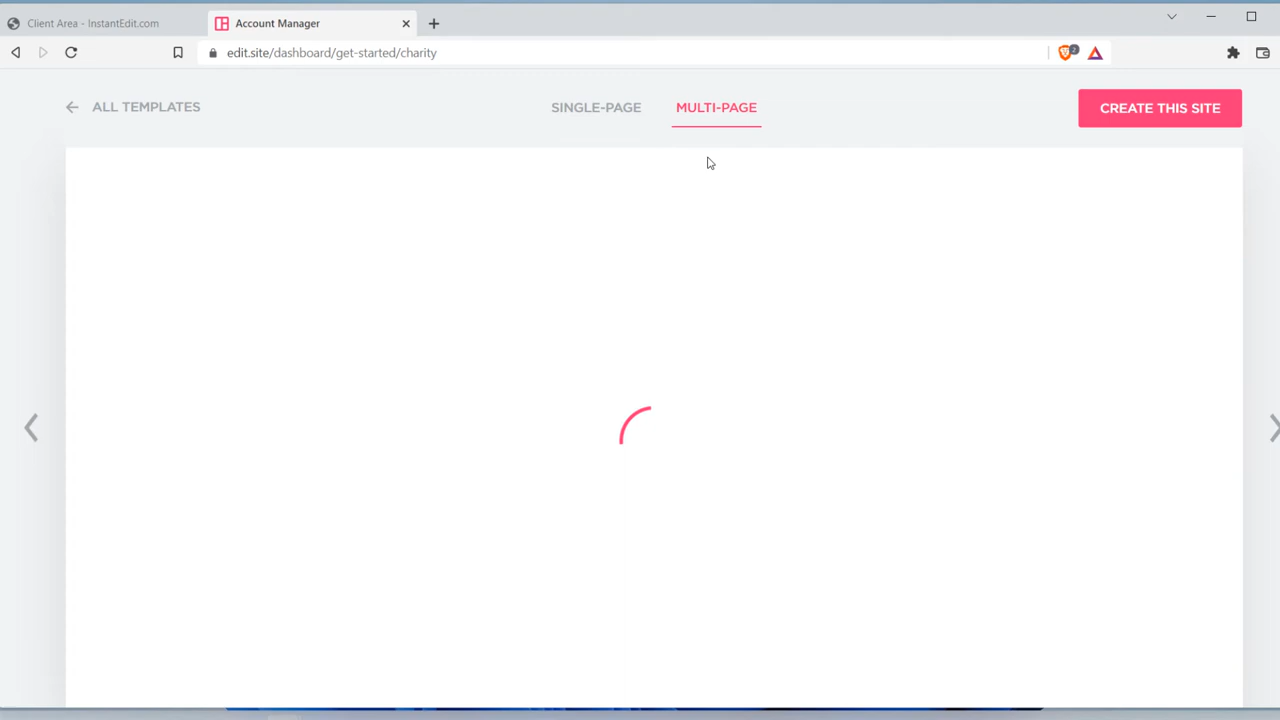 Client Area - InstantEdit.com
Account Manager
edit.site/dashboard/get-started/charity
2
ALL TEMPLATES
SINGLE-PAGE
MULTI-PAGE
CREATE THIS SITE